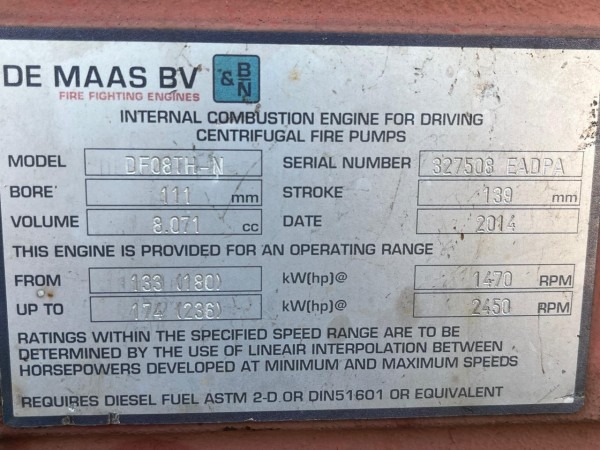 DE MAAS BV & B/N
FIRE FIGHTING ENGINES
INTERNAL COMBUSTION ENGINE FOR DRIVING
CENTRIFUGAL FIRE PUMPS
MODEL DF08TH-N SERIAL NUMBER 827508 EADPA
BORE 111 mm STROKE 139 mm
VOLUME 8.071 cc DATE 2014
THIS ENGINE IS PROVIDED FOR AN OPERATING RANGE
FROM 133 (180) kW(hp)@ 1470 RPM
UP TO 174 (236) kW(hp)@ 2450 RPM
RATINGS WITHIN THE SPECIFIED SPEED RANGE ARE TO BE
DETERMINED BY THE USE OF LINEAIR INTERPOLATION BETWEEN
HORSEPOWERS DEVELOPED AT MINIMUM AND MAXIMUM SPEEDS
REQUIRES DIESEL FUEL ASTM 2-D OR DIN51601 OR EQUIVALENT